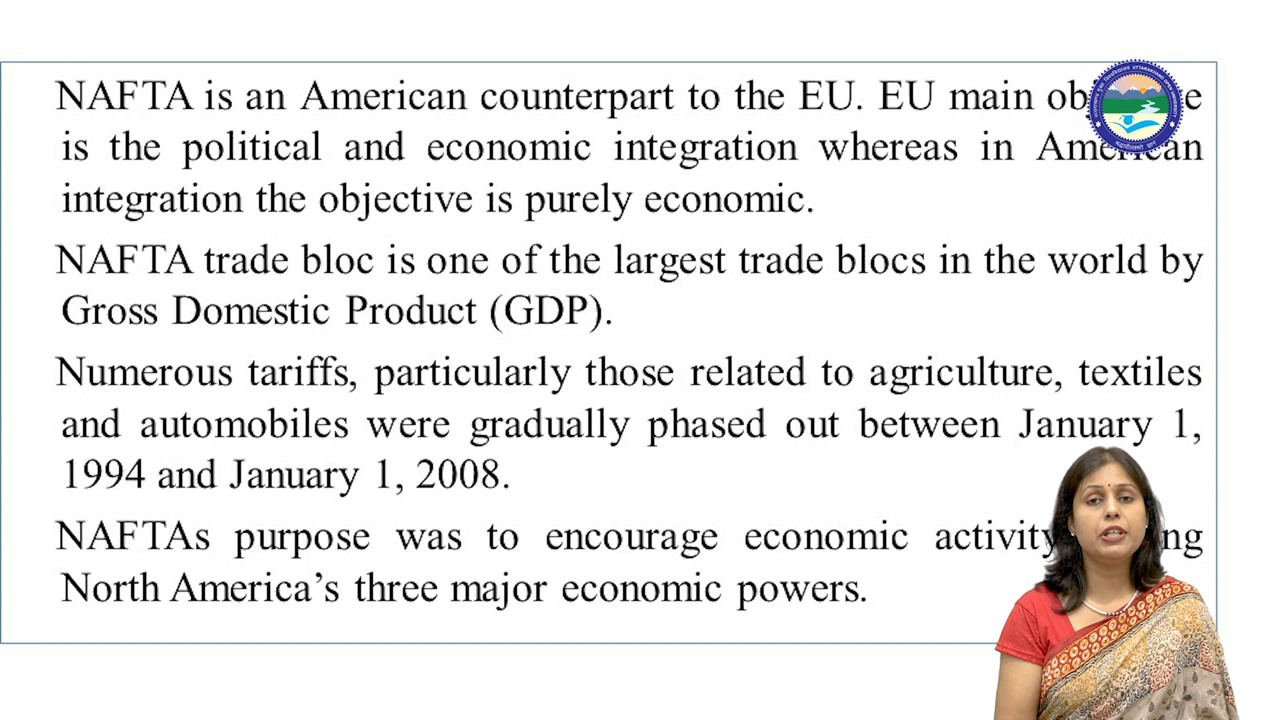 NAFTA is an American counterpart to the EU. EU main
is the political and economic integration whereas in American
integration the objective is purely economic.
NAFTA trade bloc is one of the largest trade blocs in the world by
Gross Domestic Product (GDP).
Numerous tariffs, particularly those related to agriculture, textiles
and automobiles were gradually phased out between January 1,
1994 and January 1, 2008.
NAFTAs purpose was to encourage economic activity
North America’s three major economic powers.